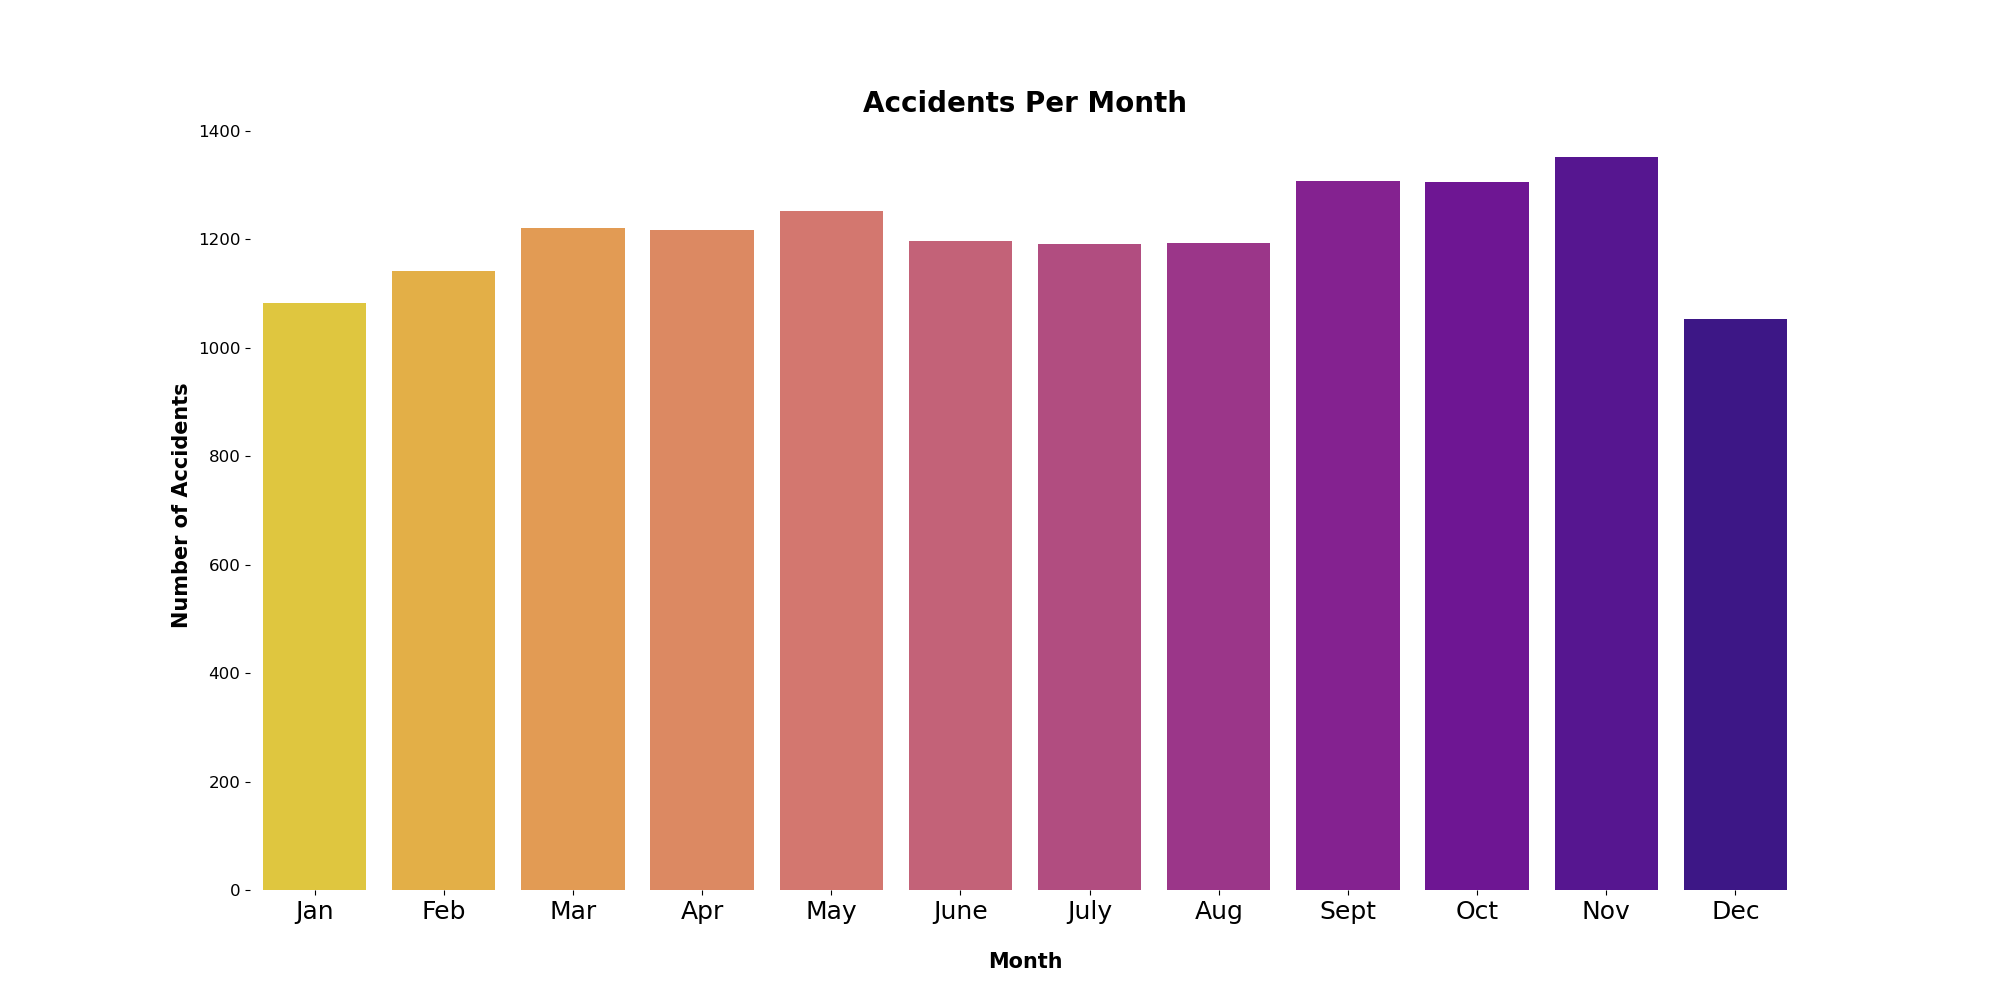 Accidents Per Month
1400
1200
1000
800
600
400
200
0
Number of Accidents
Jan Feb Mar Apr May June July Aug Sept Oct Nov Dec
Month